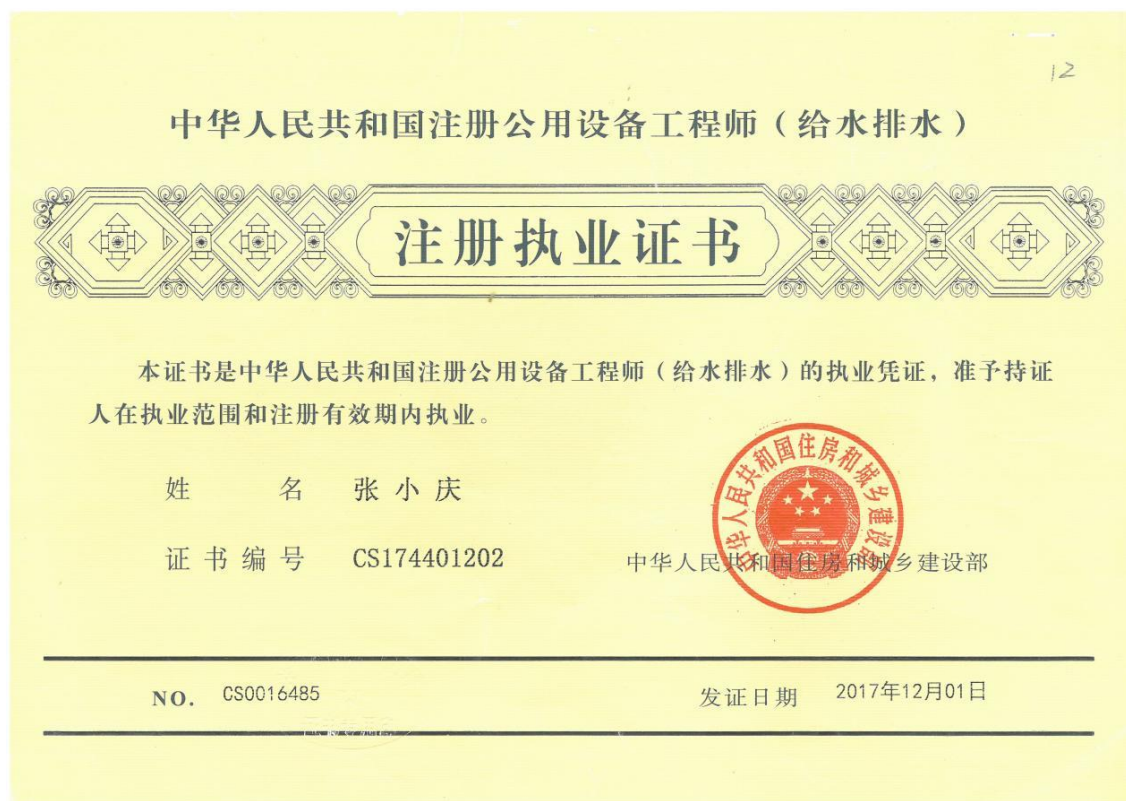 12
中华人民共和国注册公用设备工程师（给水排水）
注册执业证书
本证书是中华人民共和国注册公用设备工程师（给水排水）的执业凭证，准予持证
人在执业范围和注册有效期内执业。
姓 名 张小庆
中华人民共和国住房和城乡建设部
证书编号 CS174401202
中华人民共和国住房和城乡建设部
NO. CS0016485
发证日期 2017年12月01日